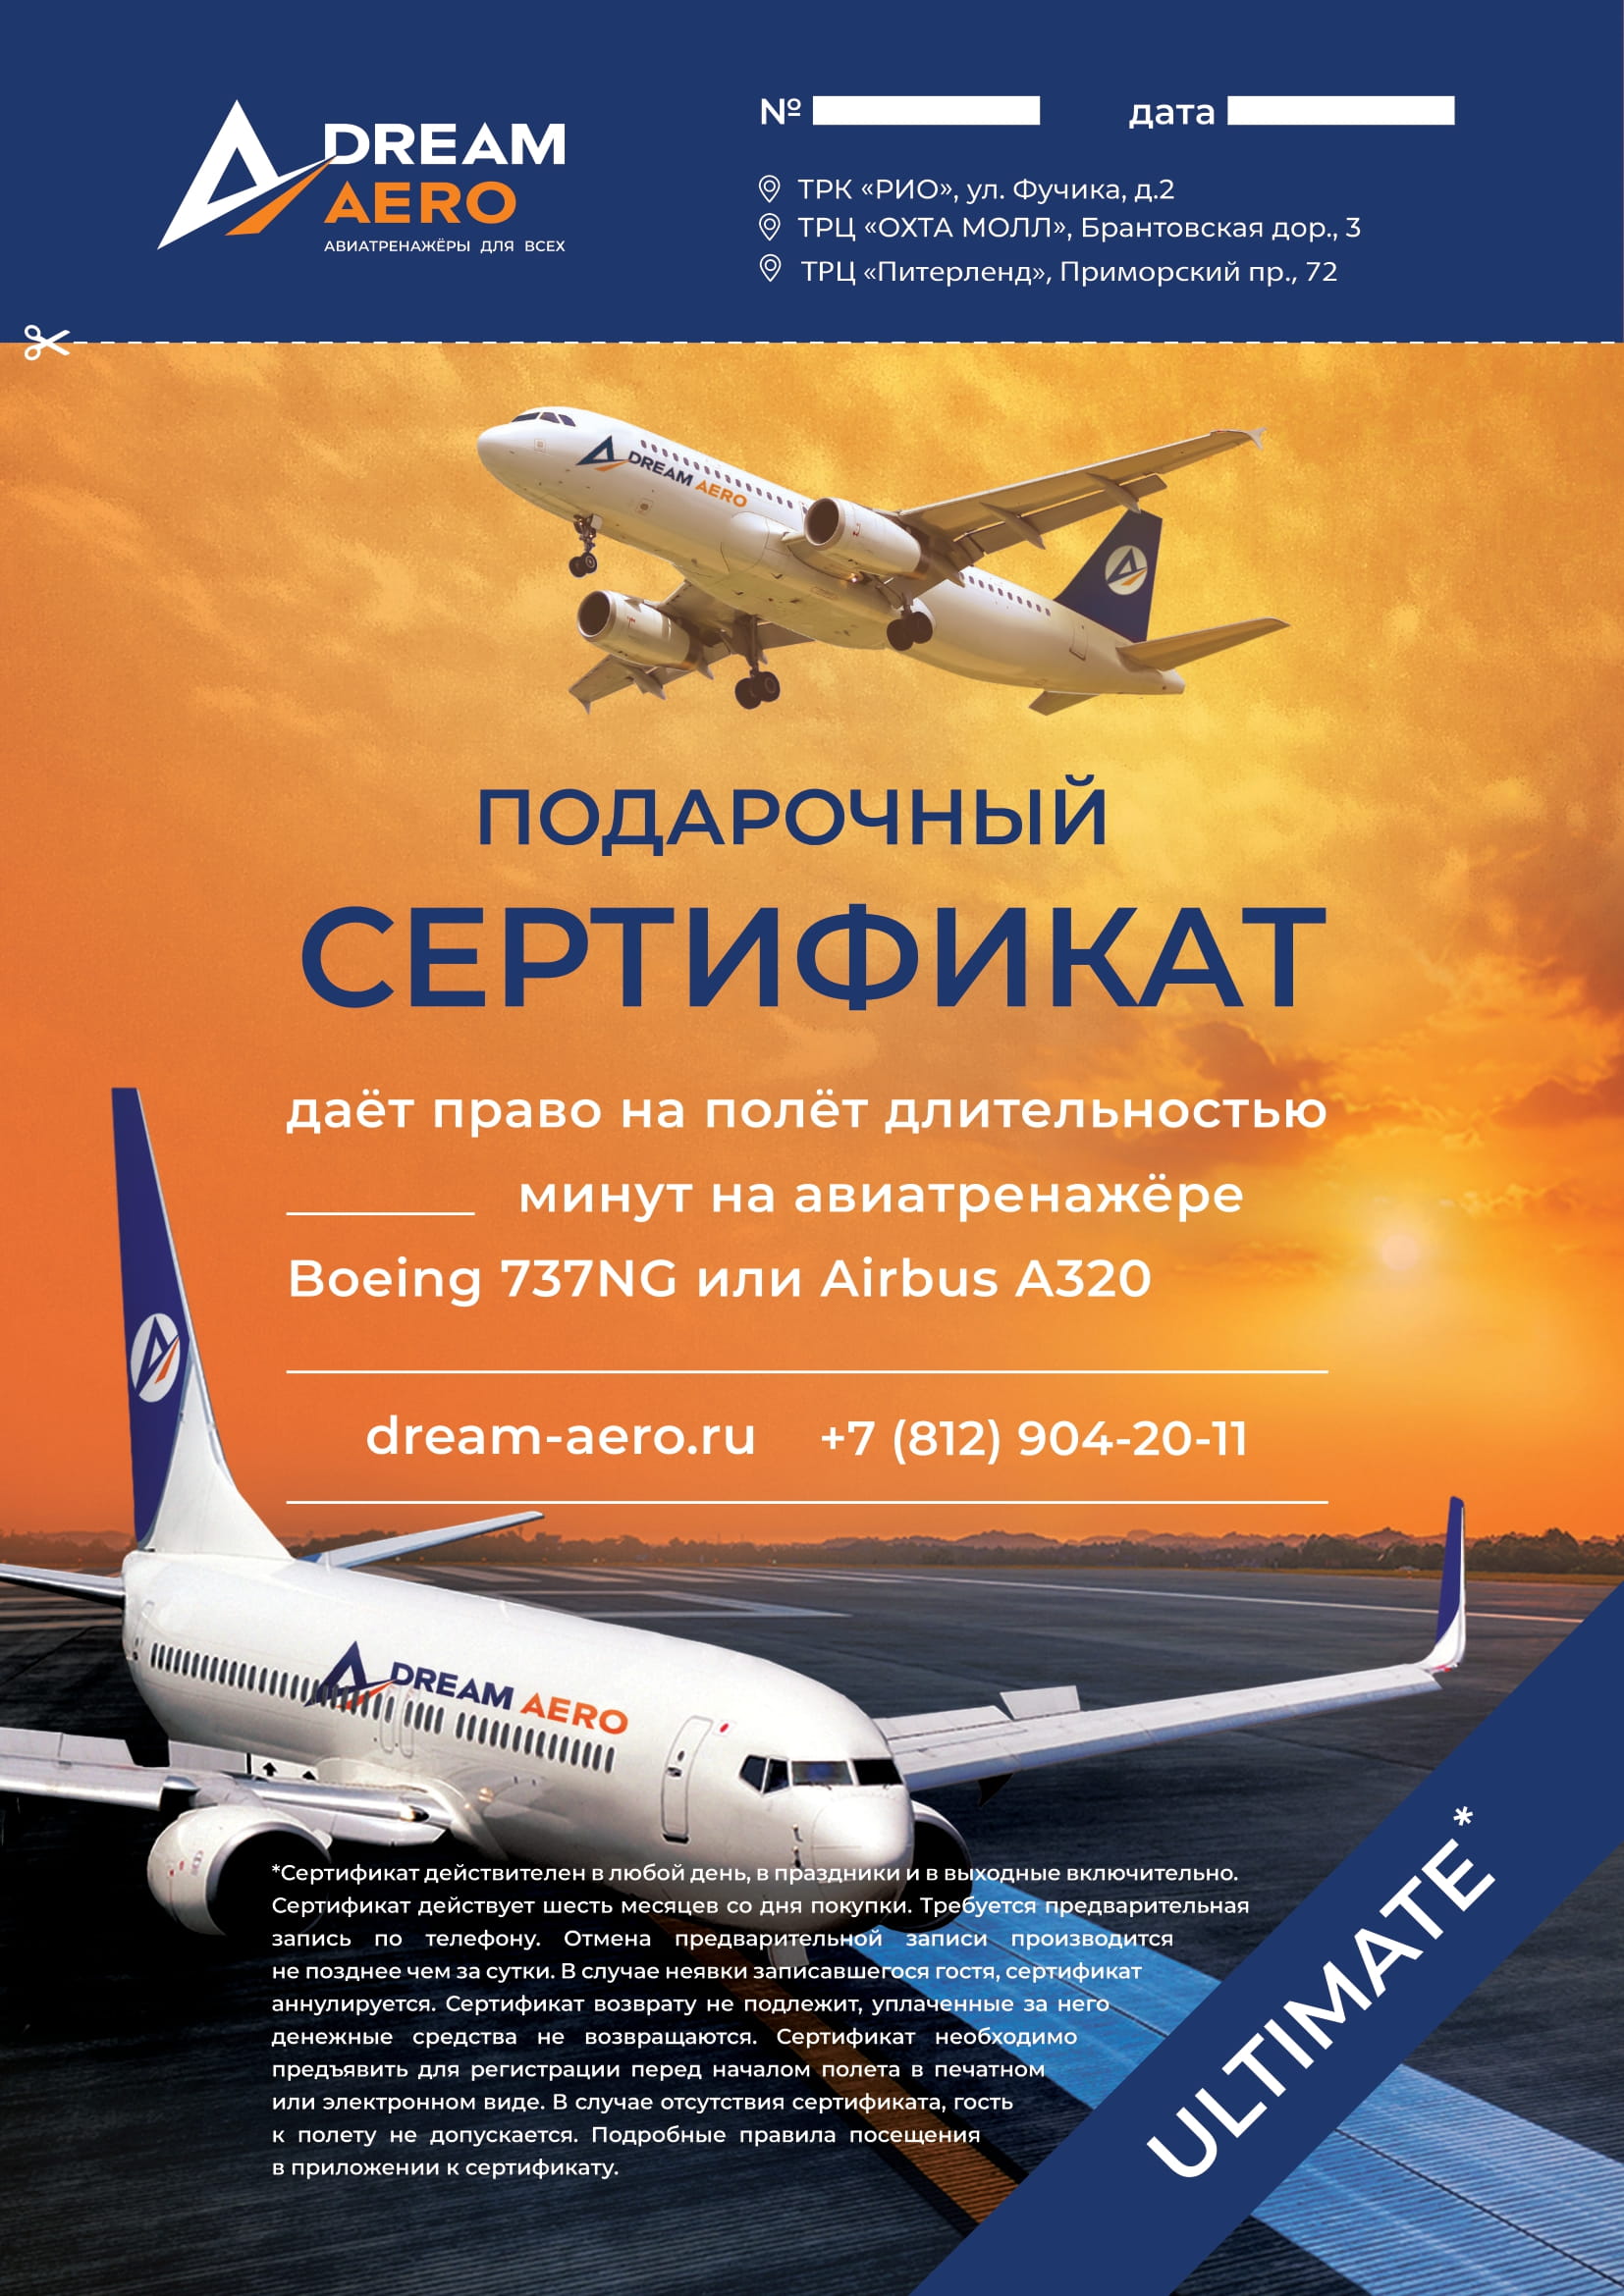 DREAM
AERO
АВИАТРЕНАЖЁРЫ ДЛЯ ВСЕХ
№ дата
ТРК «РИО», ул. Фучика, д.2
ТРЦ «ОХТА МОЛЛ», Брантовская дор., 3
ТРЦ «Питерленд», Приморский пр., 72
DREAM AERO
ПОДАРОЧНЫЙ
СЕРТИФИКАТ
даёт право на полёт длительностью
______ минут на авиатренажёре
Boeing 737NG или Airbus A320
dream-aero.ru +7 (812) 904-20-11
DREAM AERO
*Сертификат действителен в любой день, в праздники и в выходные включительно.
Сертификат действует шесть месяцев со дня покупки. Требуется предварительная
запись по телефону. Отмена предварительной записи производится
не позднее чем за сутки. В случае неявки записавшегося гостя, сертификат
аннулируется. Сертификат возврату не подлежит, уплаченные за него
денежные средства не возвращаются. Сертификат необходимо
предъявить для регистрации перед началом полета в печатном
или электронном виде. В случае отсутствия сертификата, гость
к полету не допускается. Подробные правила посещения
в приложении к сертификату.
ULTIMATE*